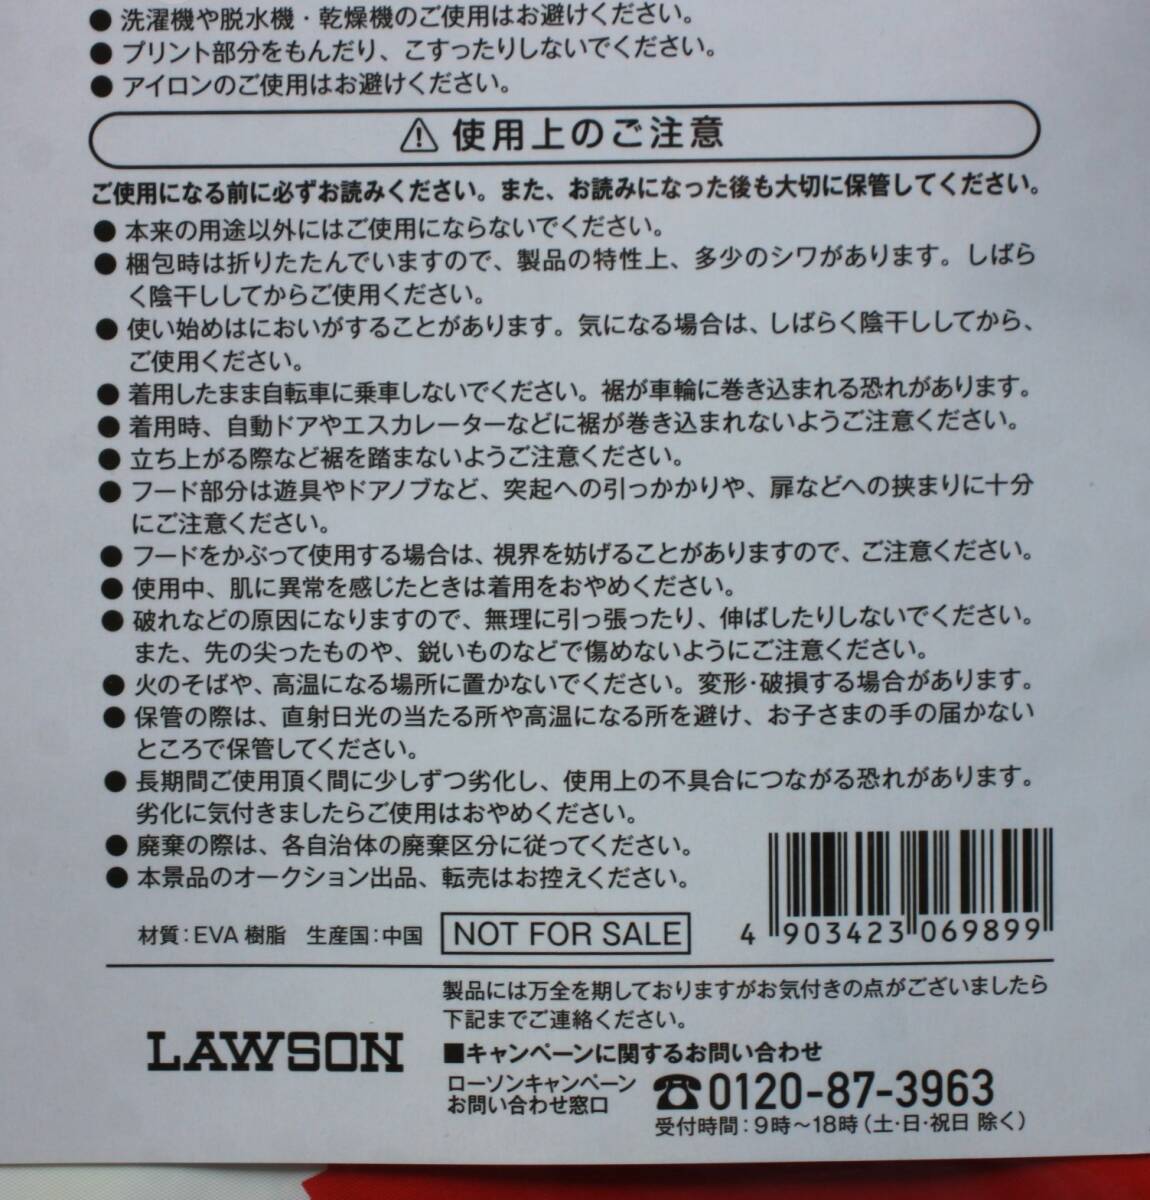 ● 洗濯機や脱水機・乾燥機のご使用はお避けください。
● プリント部分をもんだり、こすったりしないでください。
● アイロンのご使用はお避けください。
⚠ 使用上のご注意
ご使用になる前に必ずお読みください。また、お読みになった後も大切に保管してください。
● 本来の用途以外にはご使用にならないでください。
● 梱包時は折りたたんでいますので、製品の特性上、多少のシワがあります。しばら
く陰干ししてからご使用ください。
● 使い始めはにおいがすることがあります。気になる場合は、しばらく陰干ししてから、
ご使用ください。
● 着用したまま自転車に乗車しないでください。裾が車輪に巻き込まれる恐れがあります。
● 着用時、自動ドアやエスカレーターなどに裾が巻き込まれないようご注意ください。
● 立ち上がる際など裾を踏まないようご注意ください。
● フード部分は遊具やドアノブなど、突起への引っかかりや、扉などへの挟まりに十分
にご注意ください。
● フードをかぶって使用する場合は、視界を妨げることがありますので、ご注意ください。
● 使用中、肌に異常を感じたときは着用をおやめください。
● 破れなどの原因になりますので、無理に引っ張ったり、伸ばしたりしないでください。
また、先の尖ったものや、鋭いものなどで傷めないようにご注意ください。
● 火のそばや、高温になる場所に置かないでください。変形・破損する場合があります。
● 保管の際は、直射日光の当たる所や高温になる所を避け、お子さまの手の届かない
ところで保管してください。
● 長期間ご使用頂く間に少しずつ劣化し、使用上の不具合につながる恐れがあります。
劣化に気付きましたらご使用はおやめください。
● 廃棄の際は、各自治体の廃棄区分に従ってください。
● 本景品のオークション出品、転売はお控えください。
材質：EVA 樹脂 生産国：中国 NOT FOR SALE
4 903423 069899
製品には万全を期しておりますがお気付きの点がございましたら
下記までご連絡ください。
LAWSON
■キャンペーンに関するお問い合わせ
ローソンキャンペーン
お問い合わせ窓口
☎0120-87-3963
受付時間：9時〜18時（土・日・祝日 除く）